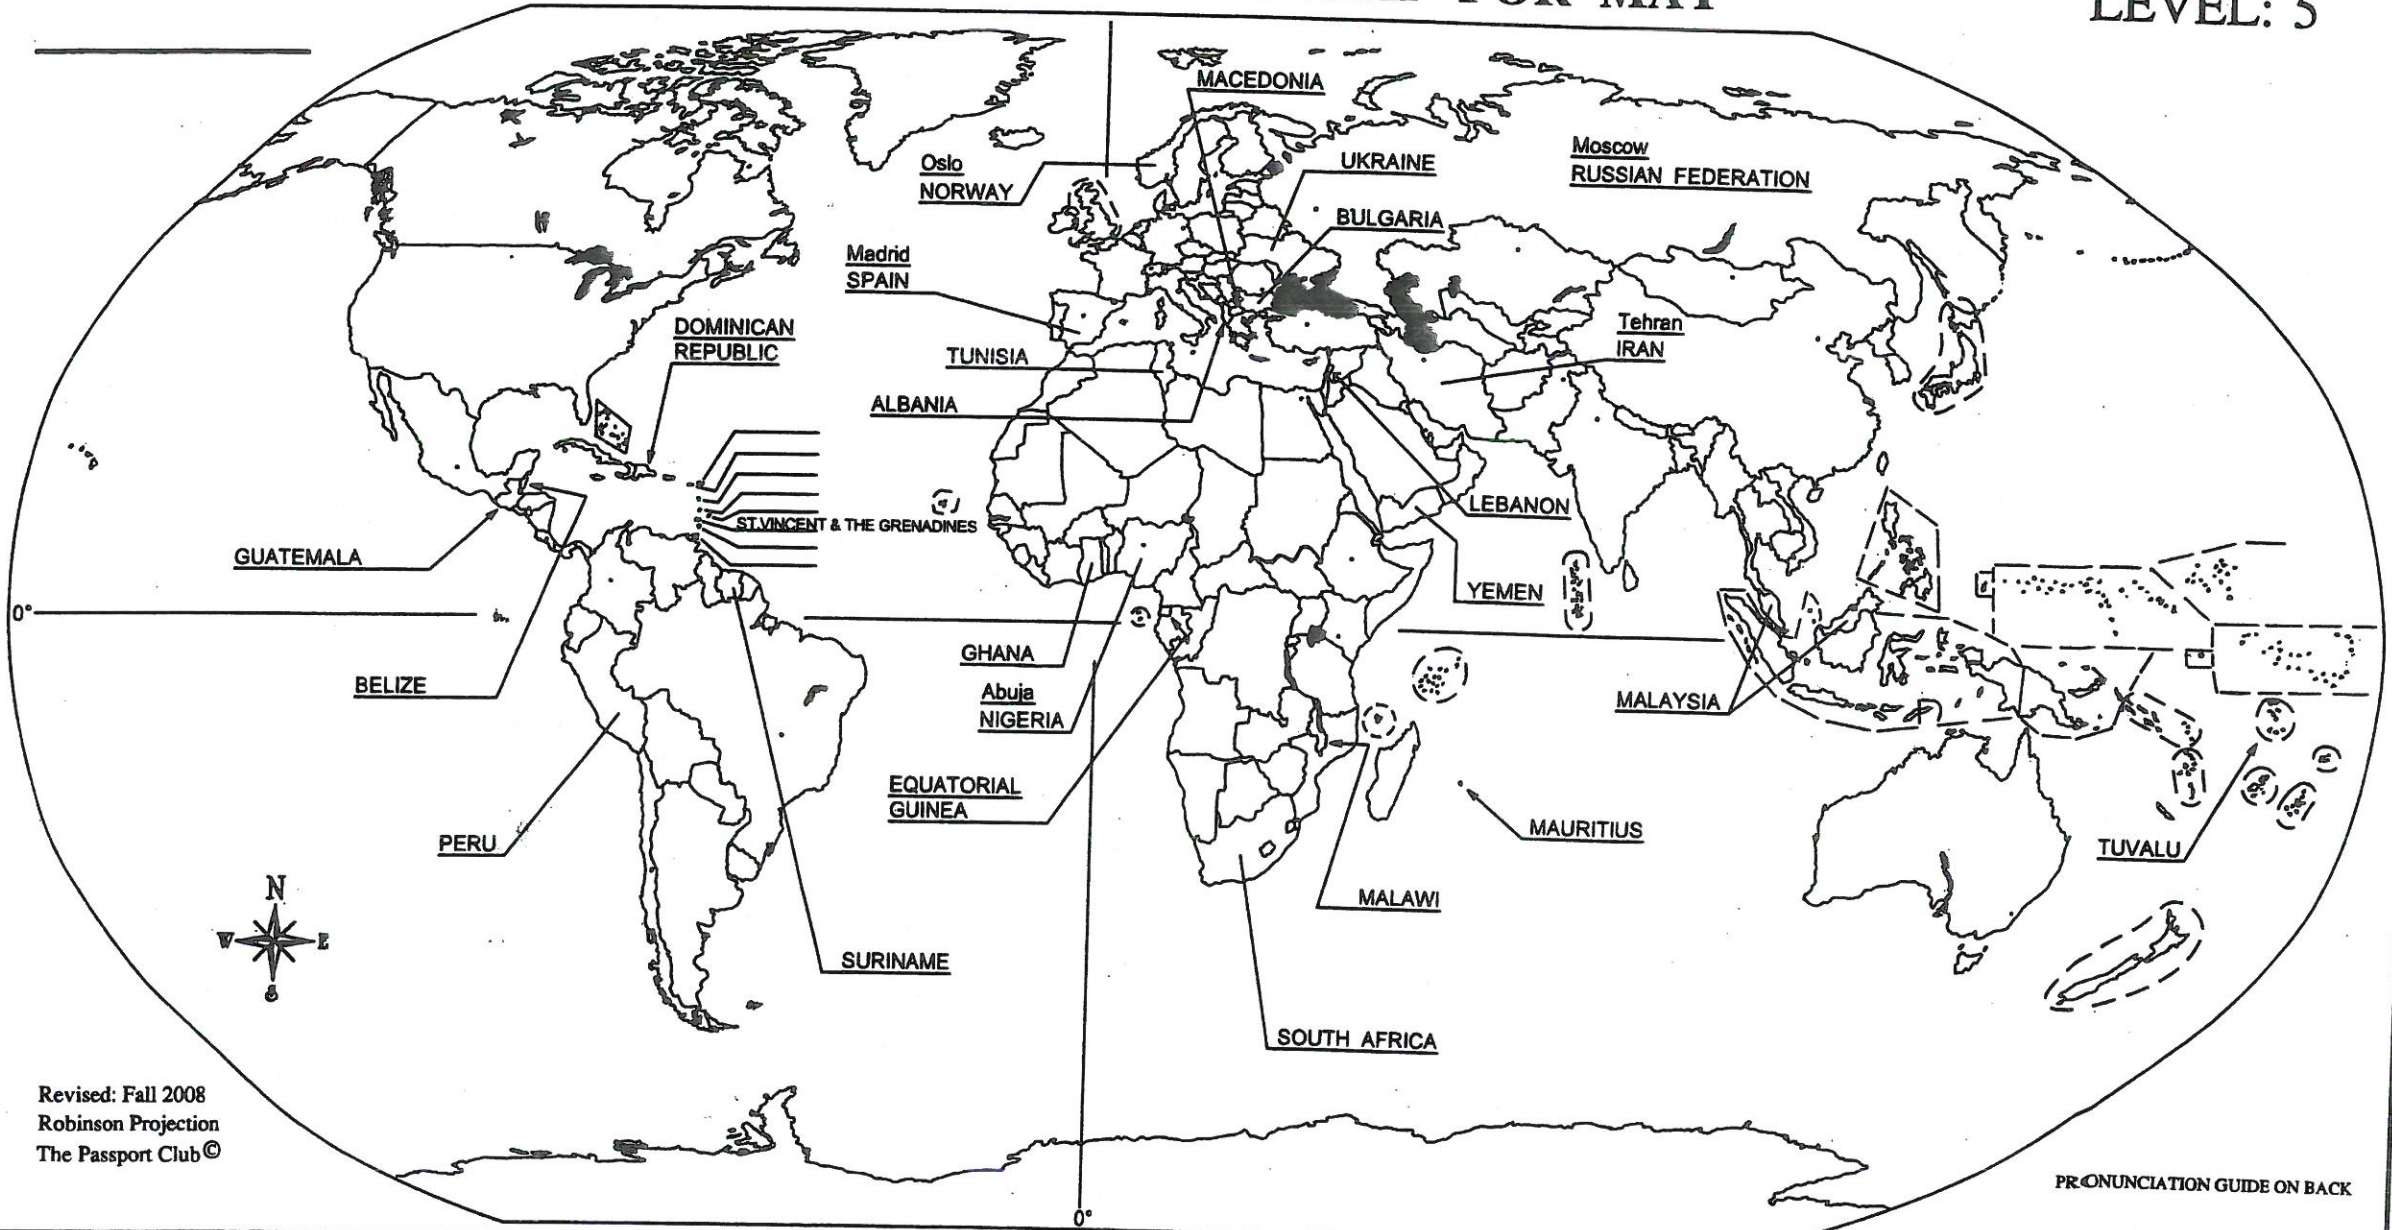 FOR MAY
LEVEL: 5
MACEDONIA
Oslo
NORWAY
UKRAINE
Moscow
RUSSIAN FEDERATION
BULGARIA
Madrid
SPAIN
DOMINICAN
REPUBLIC
Tehran
IRAN
TUNISIA
ALBANIA
LEBANON
ST.VINCENT & THE GRENADINES
GUATEMALA
YEMEN
0°
GHANA
BELIZE
Abuja
NIGERIA
MALAYSIA
EQUATORIAL
GUINEA
MAURITIUS
PERU
TUVALU
N
W E
S
MALAWI
SURINAME
SOUTH AFRICA
Revised: Fall 2008
Robinson Projection
The Passport Club©
PRONUNCIATION GUIDE ON BACK
0°